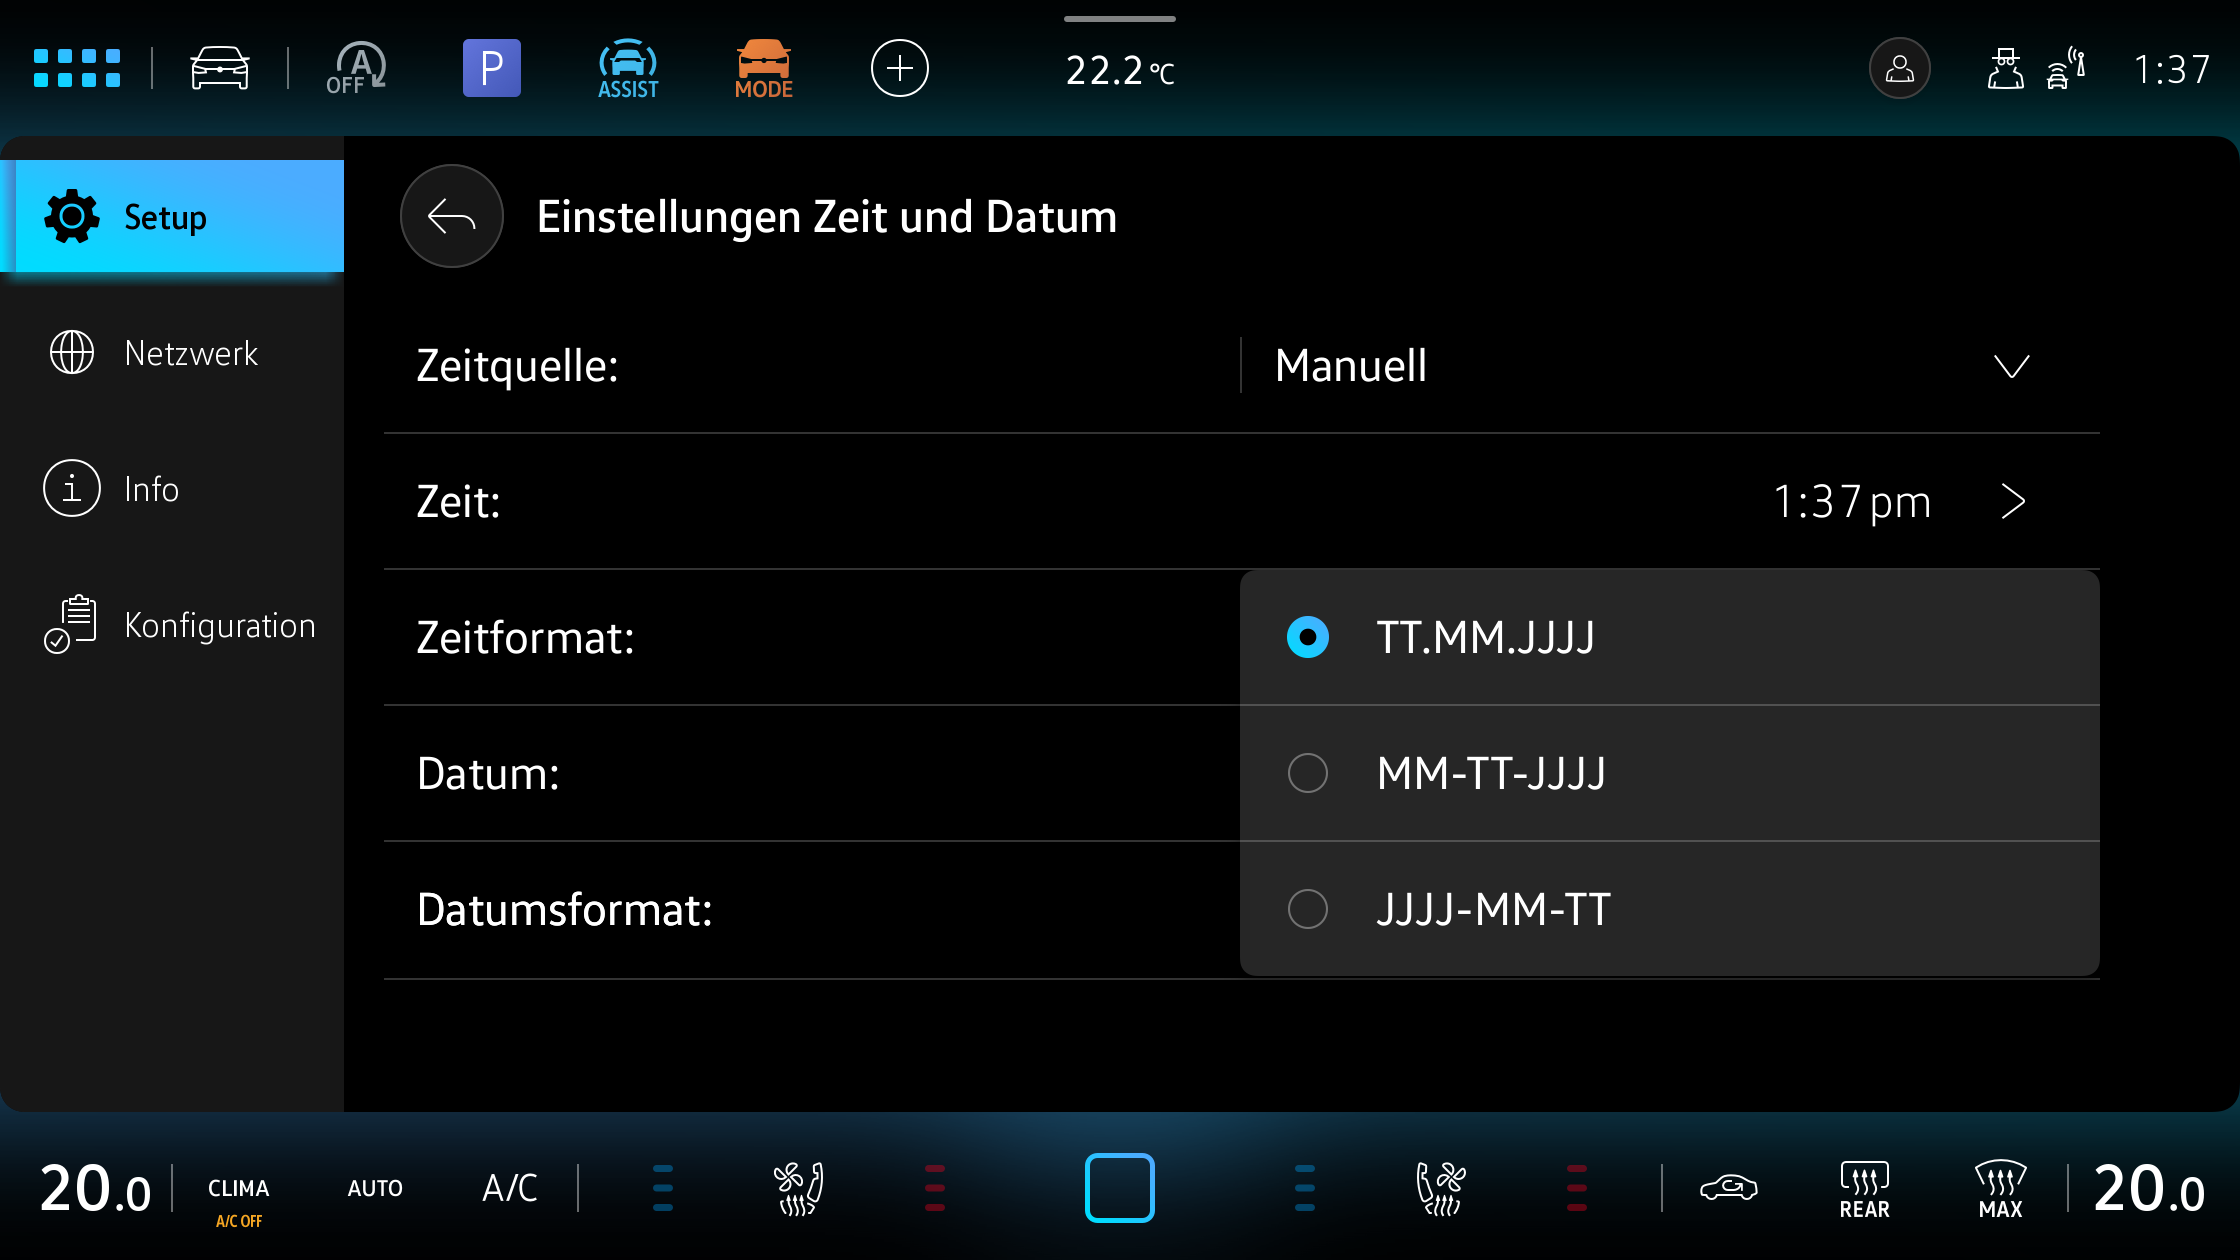 A
OFF
P
ASSIST
MODE
22.2 °C
1:37
Setup
Netzwerk
Info
Konfiguration
Einstellungen Zeit und Datum
Zeitquelle:
Manuell
Zeit:
1:37 pm
Zeitformat:
TT.MM.JJJJ
Datum:
MM-TT-JJJJ
Datumsformat:
JJJJ-MM-TT
20.0
CLIMA
A/C OFF
AUTO
A/C
REAR
MAX
20.0